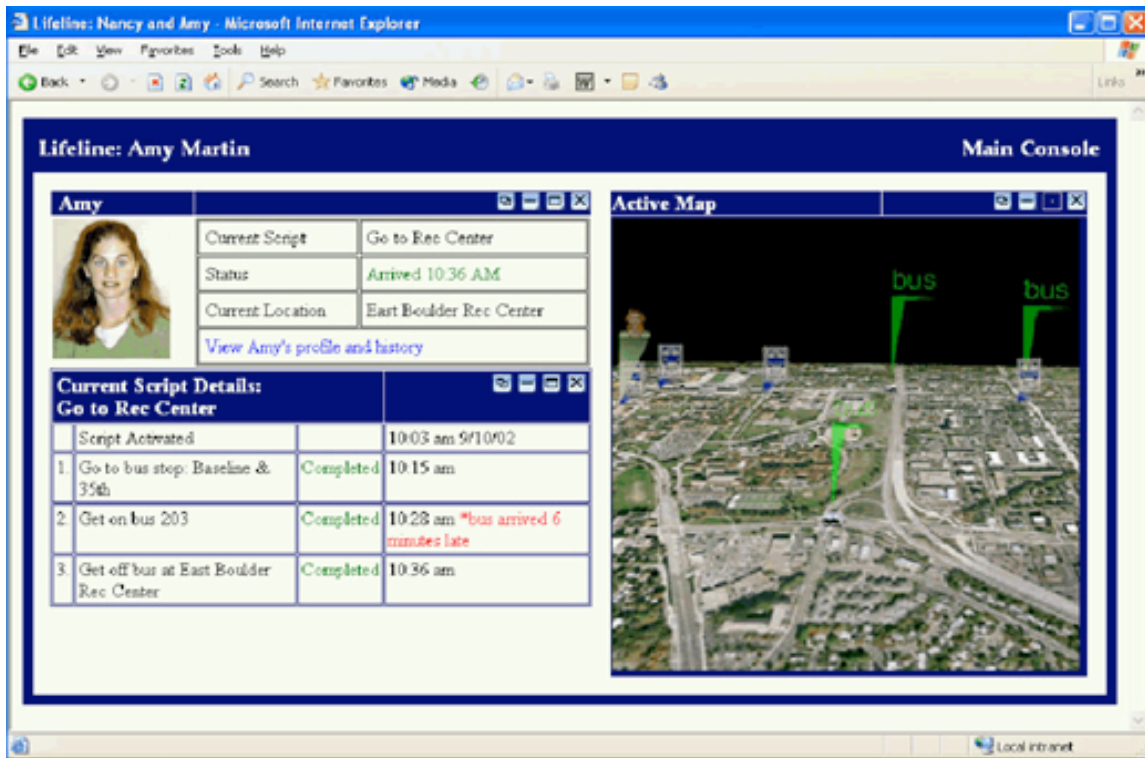 Lifeline: Nancy and Amy - Microsoft Internet Explorer
File Edit View Favorites Tools Help
Back Search Favorites Media Links
Lifeline: Amy Martin Main Console
Amy
Current Script Go to Rec Center
Status Arrived 10:36 AM
Current Location East Boulder Rec Center
View Amy's profile and history
Current Script Details:
Go to Rec Center
Script Activated 10:03 am 9/10/02
1. Go to bus stop: Baseline & Completed 10:15 am
35th
2. Get on bus 203 Completed 10:28 am *bus arrived 6
minutes late
3. Get off bus at East Boulder Completed 10:36 am
Rec Center
Active Map
bus
bus
Local intranet